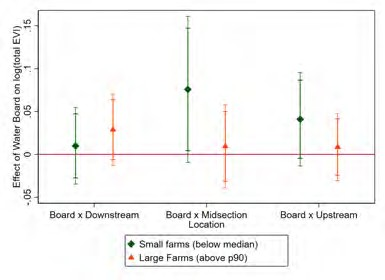 Effect of Water Board on log(total EVI)
.15
.1
.05
0
-.05
Board x Downstream Board x Midsection Board x Upstream
Location
Small farms (below median)
Large Farms (above p90)